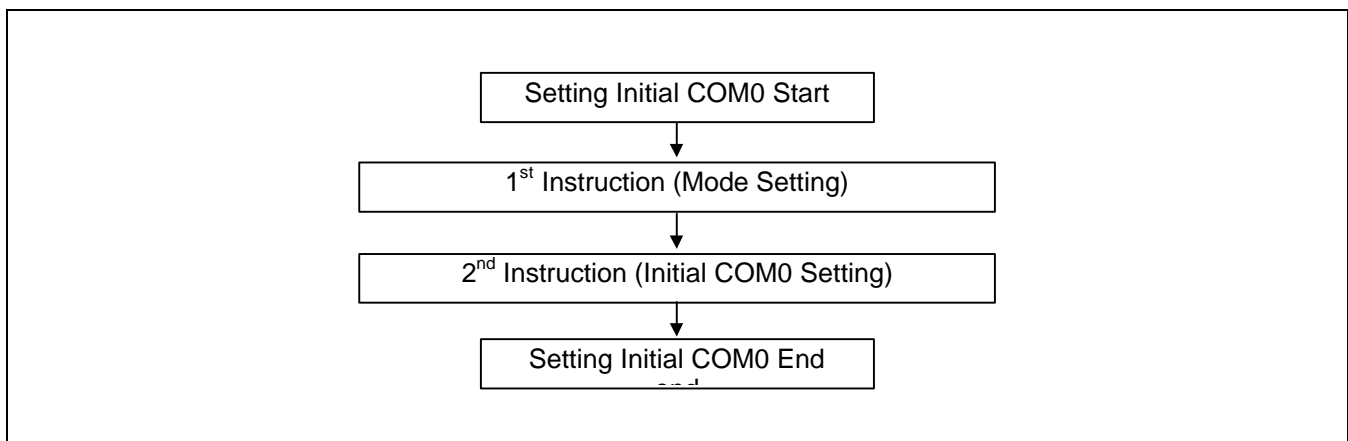 Setting Initial COM0 Start
1st Instruction (Mode Setting)
2nd Instruction (Initial COM0 Setting)
Setting Initial COM0 End